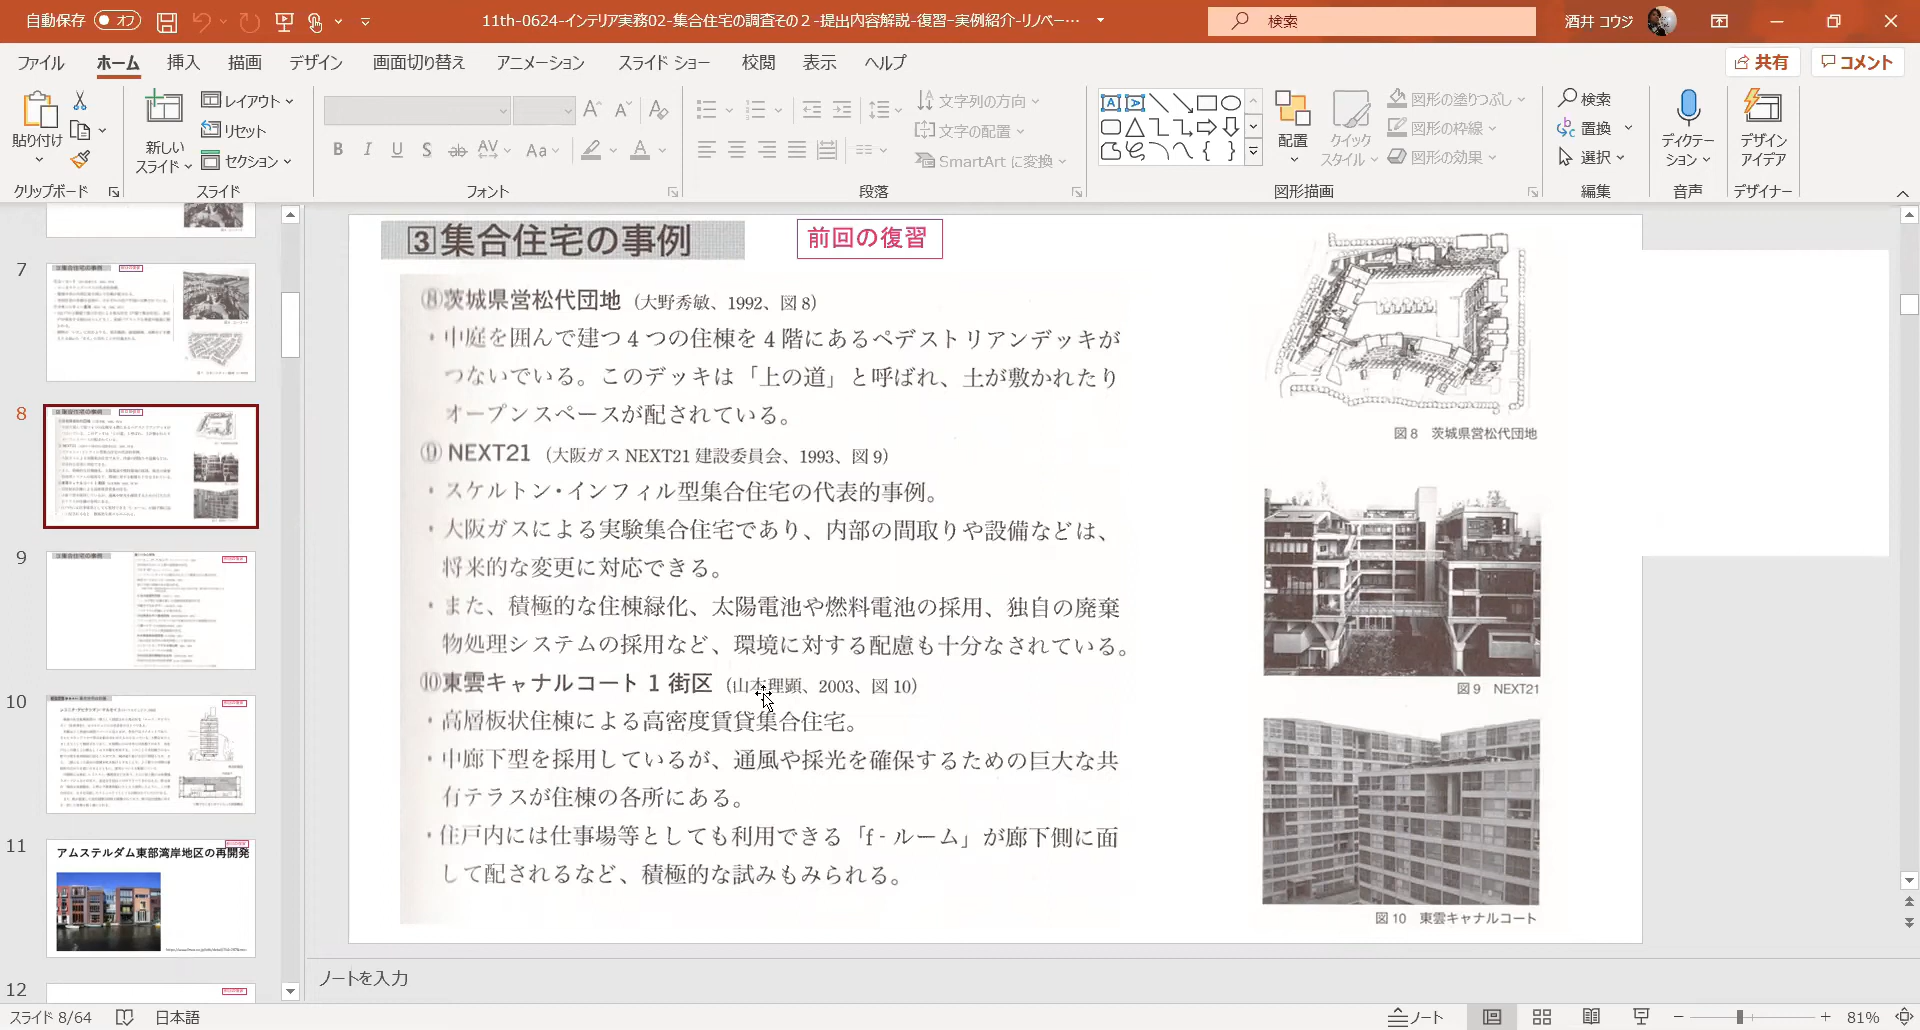 自動保存 オフ
11th-0624-インテリア実務02-集合住宅の調査その２-提出内容解説-復習-実例紹介-リノベー…
検索
酒井 コウジ
ファイル ホーム 挿入 描画 デザイン 画面切り替え アニメーション スライド ショー 校閲 表示 ヘルプ
共有 コメント
貼り付け
クリップボード
新しい
スライド
レイアウト
リセット
セクション
スライド
B I U S ab AV Aa A
フォント
文字列の方向
文字の配置
SmartArt に変換
段落
配置
クイック
スタイル
図形の塗りつぶし
図形の枠線
図形の効果
図形描画
検索
置換
選択
編集
ディクテー
ション
音声
デザイン
アイデア
デザイナー
7
8
9
10
11
アムステルダム東部湾岸地区の再開発
12
③集合住宅の事例
前回の復習
⑧茨城県営松代団地（大野秀敏、1992、図 8）
・中庭を囲んで建つ 4 つの住棟を 4 階にあるペデストリアンデッキが
つないでいる。このデッキは「上の道」と呼ばれ、土が敷かれたり
オープンスペースが配されている。
⑨ NEXT21（大阪ガス NEXT21 建設委員会、1993、図 9）
・スケルトン・インフィル型集合住宅の代表的事例。
・大阪ガスによる実験集合住宅であり、内部の間取りや設備などは、
将来的な変更に対応できる。
・また、積極的な住棟緑化、太陽電池や燃料電池の採用、独自の廃棄
物処理システムの採用など、環境に対する配慮も十分なされている。
⑩東雲キャナルコート 1 街区（山本理顕、2003、図 10）
・高層板状住棟による高密度賃貸集合住宅。
・中廊下型を採用しているが、通風や採光を確保するための巨大な共
有テラスが住棟の各所にある。
・住戸内には仕事場等としても利用できる「f - ルーム」が廊下側に面
して配されるなど、積極的な試みもみられる。
図 8 茨城県営松代団地
図 9 NEXT21
図 10 東雲キャナルコート
ノートを入力
スライド 8/64
日本語
ノート
81%